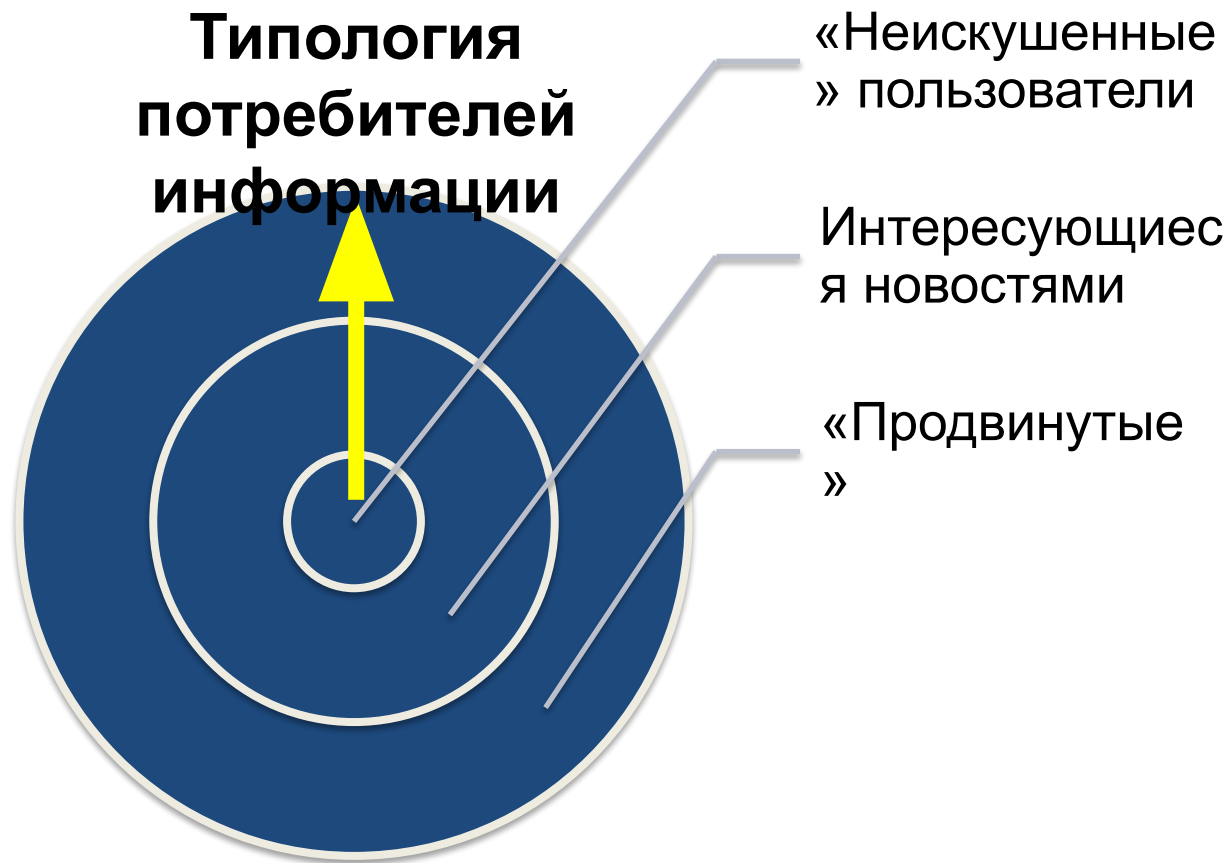 Типология
потребителей
информации
«Неискушенные
» пользователи
Интересующиес
я новостями
«Продвинутые
»